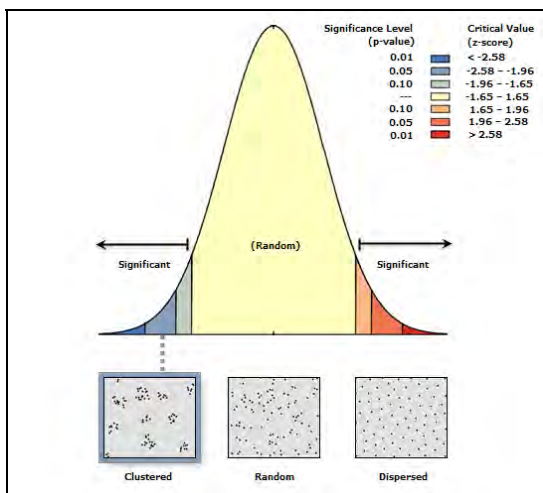 Significance Level Critical Value
(p-value) (z-score)
0.01 < -2.58
0.05 -2.58 – -1.96
0.10 -1.96 – -1.65
--- -1.65 – 1.65
0.10 1.65 – 1.96
0.05 1.96 – 2.58
0.01 > 2.58
(Random)
Significant Significant
Clustered Random Dispersed